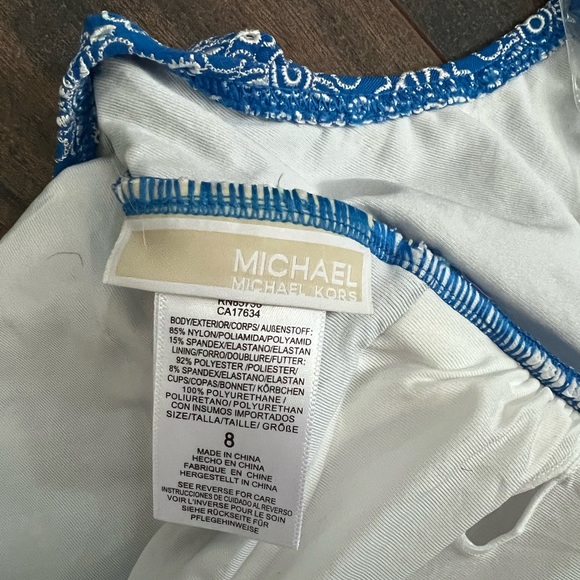 MICHAEL
MICHAEL KORS
CA17634
BODY/EXTERIOR/CORPS/ AUßENSTOFF:
85% NYLON/POLIAMIDA/POLYAMID
15% SPANDEX/ELASTANO/ELASTAN
LINING/FORRO/DOUBLURE/FUTTER:
92% POLYESTER /POLIESTER/
8% SPANDEX/ELASTANO/ELASTAN
CUPS/COPAS/BONNET/ KÖRBCHEN
100% POLYURETHANE/
POLIURETANO/ POLYURETHAN
CON INSUMOS IMPORTADOS
SIZE/TALLA/TAILLE/ GRÖßE
8
MADE IN CHINA
HECHO EN CHINA
FABRIQUE EN CHINE
HERGESTELLT IN CHINA
SEE REVERSE FOR CARE
INSTRUCCIONES DE CUIDADO AL REVERSO
VOIR L'INVERSE POUR LE SOIN
SIEHE RÜCKSEITE FÜR
PFLEGEHINWEISE